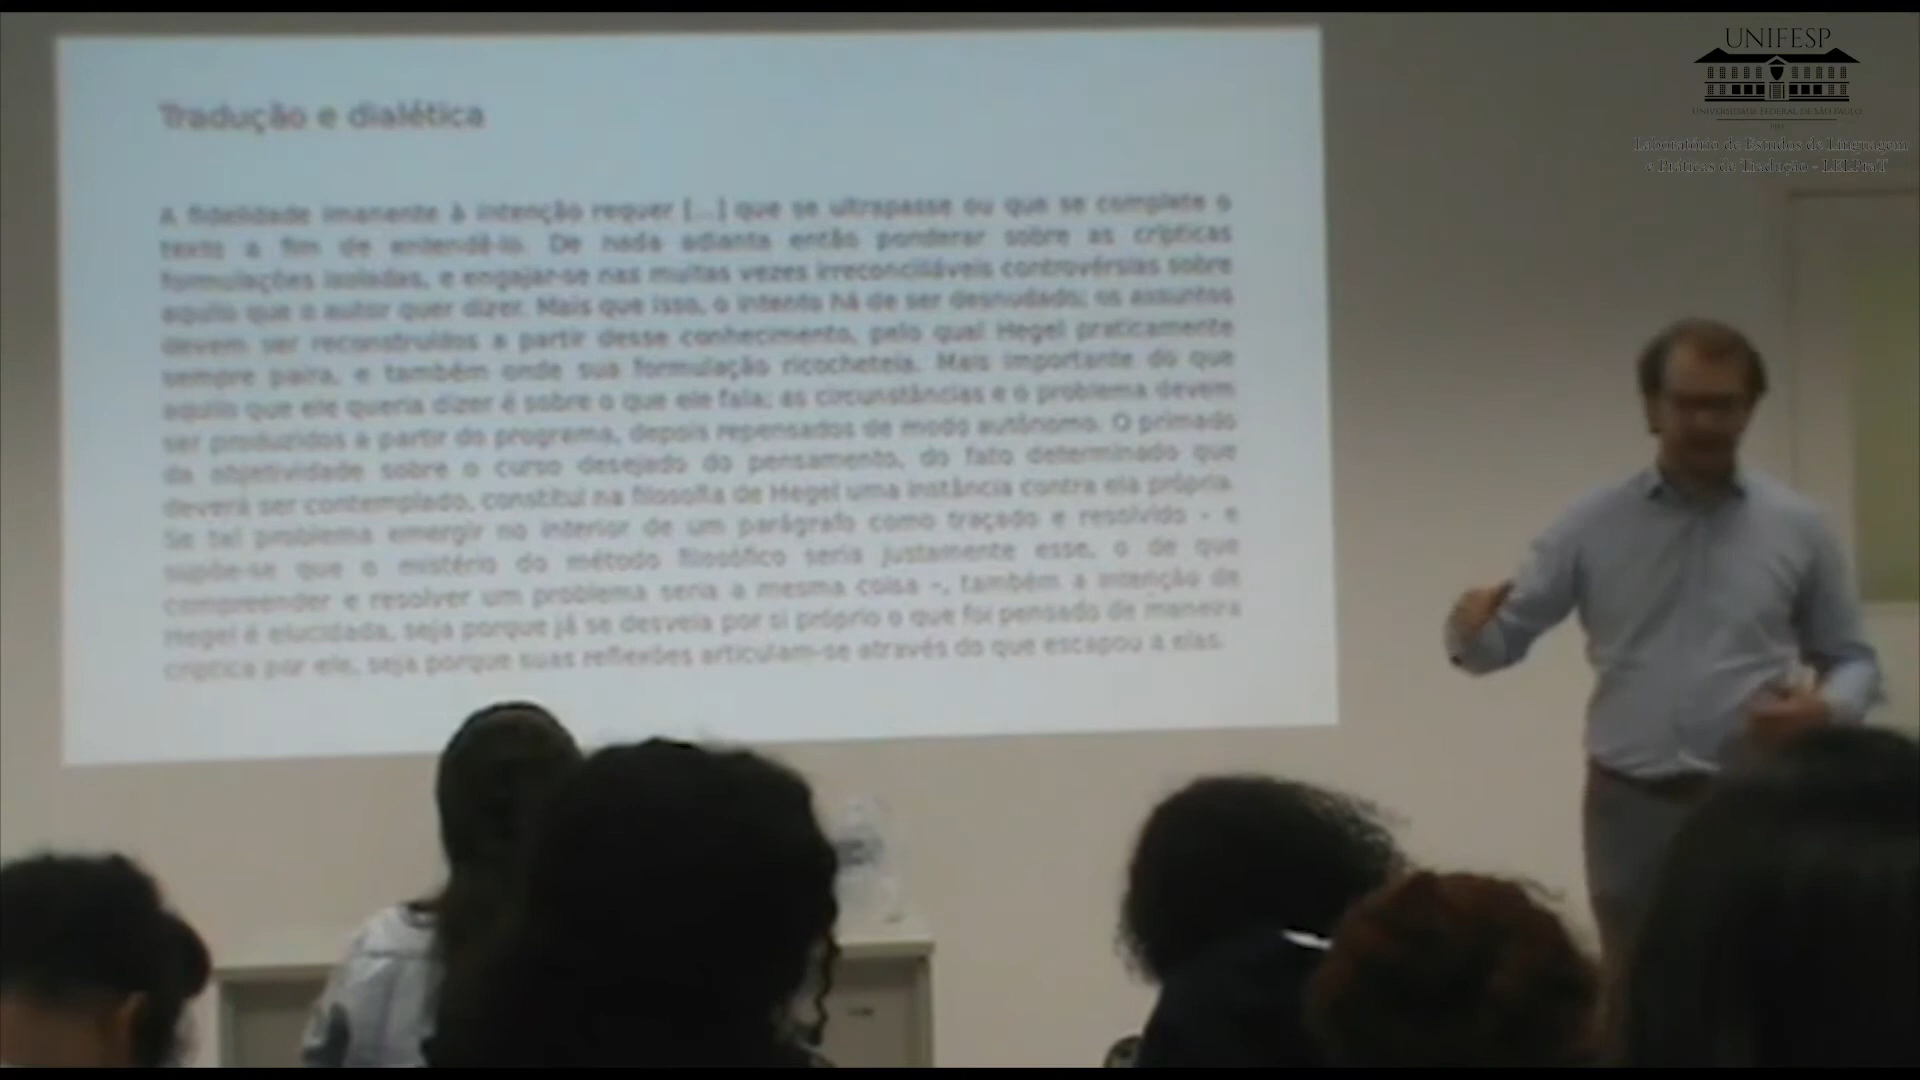 Tradução e dialética
A fidelidade imanente à intenção requer [...] que se ultrapasse ou que se complete o
texto a fim de entendê-lo. De nada adianta então ponderar sobre as crípticas
formulações isoladas, e engajar-se nas muitas vezes irreconciliáveis controvérsias sobre
aquilo que o autor quer dizer. Mais que isso, o intento há de ser desnudado; os assuntos
devem ser reconstruídos a partir desse conhecimento, pelo qual Hegel praticamente
sempre paira, e também onde sua formulação ricocheteia. Mais importante do que
aquilo que ele queria dizer é sobre o que ele fala; as circunstâncias e o problema devem
ser produzidos a partir do programa, depois repensados de modo autônomo. O primado
da objetividade sobre o curso desejado do pensamento, do fato determinado que
deverá ser contemplado, constitui na filosofia de Hegel uma instância contra ela própria.
Se tal problema emergir no interior de um parágrafo como traçado e resolvido – e
supõe-se que o mistério do método filosófico seria justamente esse, o de que
compreender e resolver um problema seria a mesma coisa –, também a intenção de
Hegel é elucidada, seja porque já se desveia por si próprio o que foi pensado de maneira
críptica por ele, seja porque suas reflexões articulam-se através do que escapou a elas.
UNIFESP
UNIVERSIDADE FEDERAL DE SÃO PAULO
Laboratório de Estudos de Linguagem
e Práticas de Tradução - LELPraT